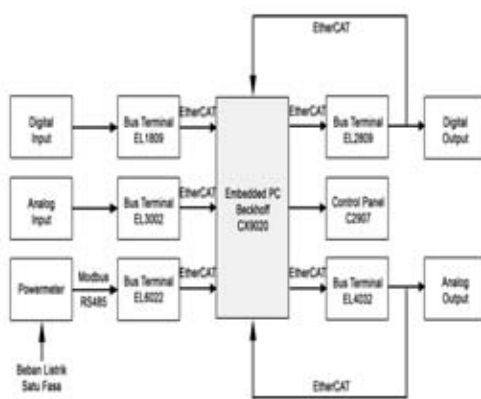 EtherCAT
Digital
Input
Bus Terminal
EL1809
EtherCAT
EtherCAT
Bus Terminal
EL2809
Digital
Output
Analog
Input
Bus Terminal
EL3002
EtherCAT
Embedded PC
Beckhoff
CX9020
Control Panel
C2907
Powermeter
Modbus
RS485
Bus Terminal
EL6022
EtherCAT
EtherCAT
Bus Terminal
EL4032
Analog
Output
Beban Listrik
Satu Fasa
EtherCAT